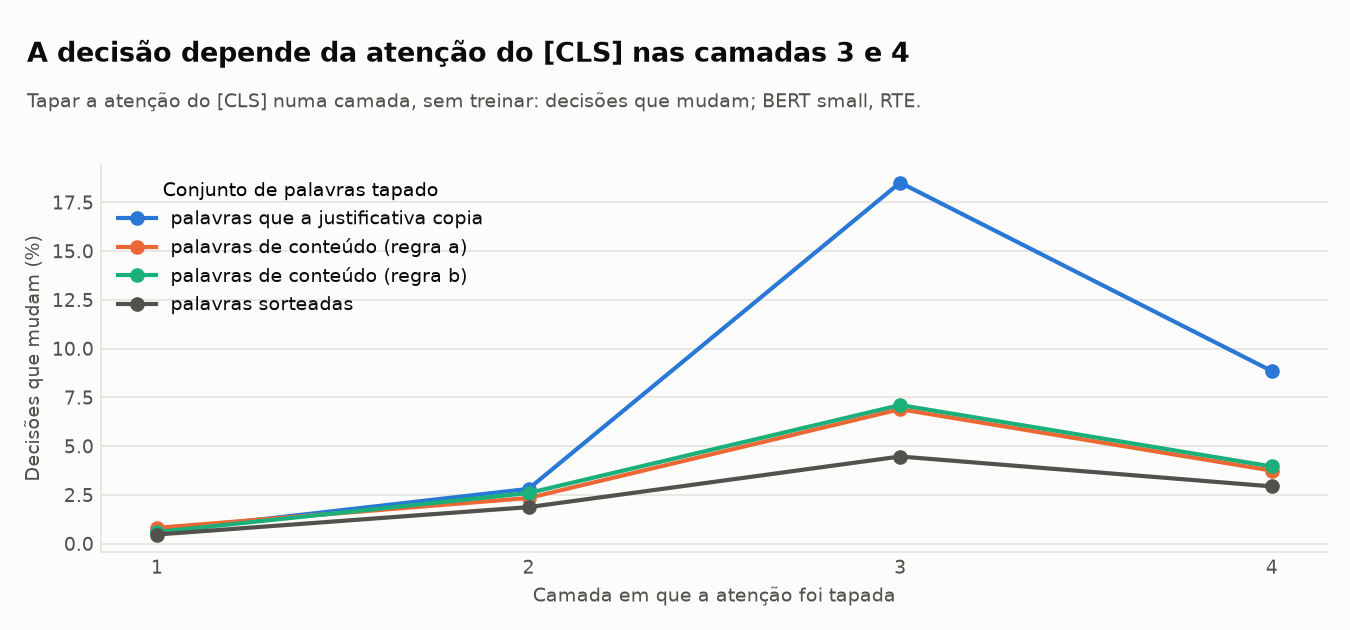 A decisão depende da atenção do [CLS] nas camadas 3 e 4
Tapar a atenção do [CLS] numa camada, sem treinar: decisões que mudam; BERT small, RTE.
Conjunto de palavras tapado
palavras que a justificativa copia
palavras de conteúdo (regra a)
palavras de conteúdo (regra b)
palavras sorteadas
Decisões que mudam (%)
17.5
15.0
12.5
10.0
7.5
5.0
2.5
0.0
1 2 3 4
Camada em que a atenção foi tapada